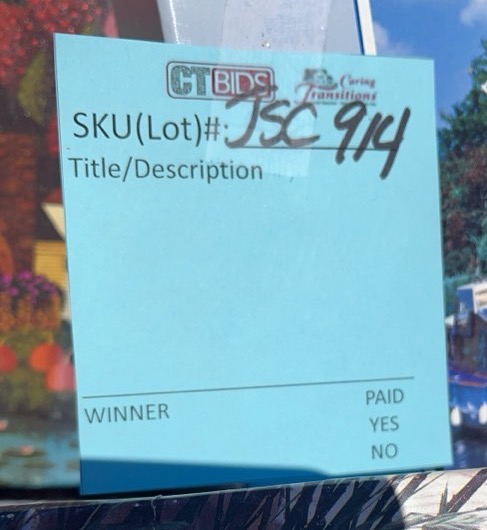 CTBIDS Caring Transitions
SKU(Lot)#: JSC 914
Title/Description
WINNER PAID
YES
NO